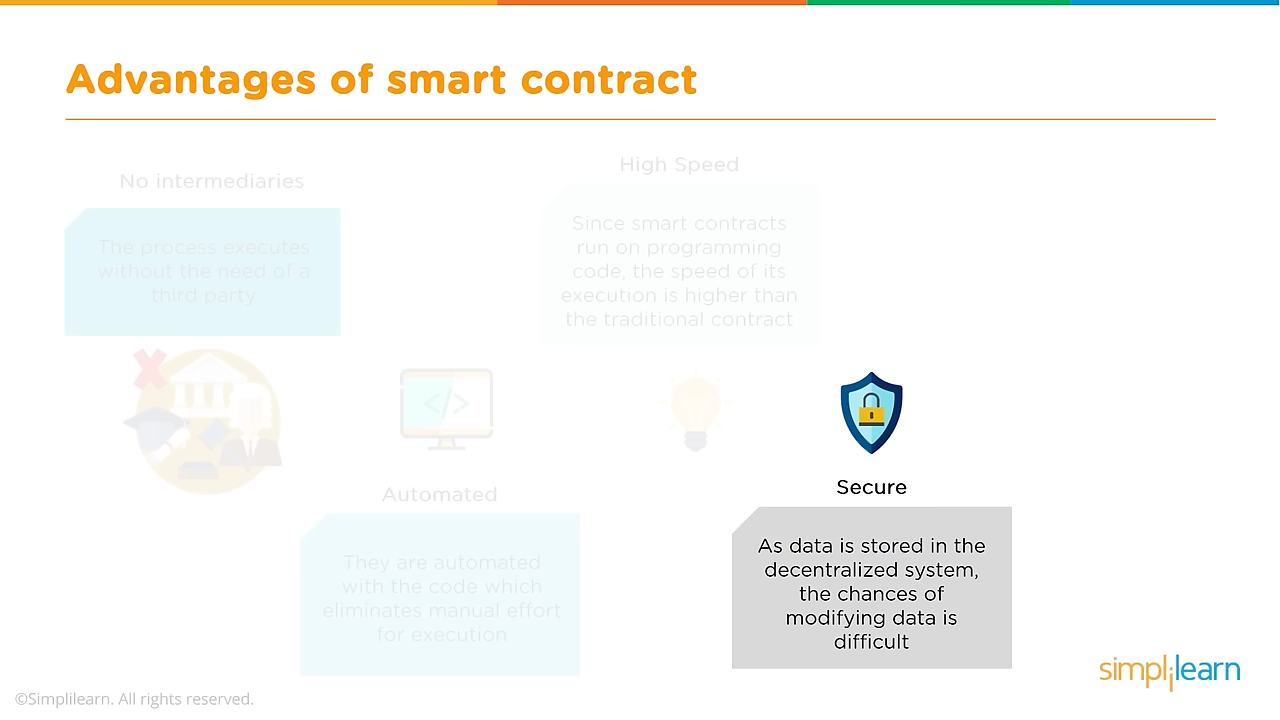 Advantages of smart contract
No intermediaries
The process executes
without the need of a
third party
High Speed
Since smart contracts
run on programming
code, the speed of its
execution is higher than
the traditional contract
</>
Automated
They are automated
with the code which
eliminates manual effort
for execution
Secure
As data is stored in the
decentralized system,
the chances of
modifying data is
difficult
simplilearn
©Simplilearn. All rights reserved.